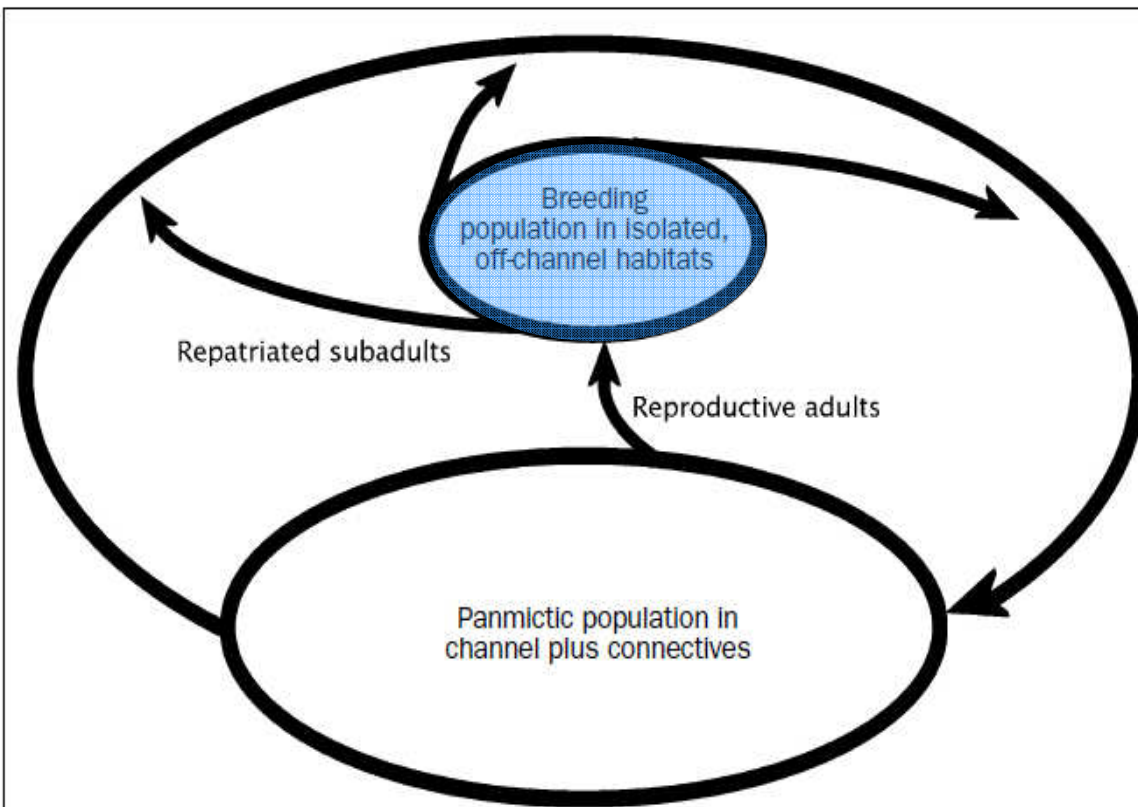 Breeding
population in isolated,
off-channel habitats
Repatriated subadults
Reproductive adults
Panmictic population in
channel plus connectives